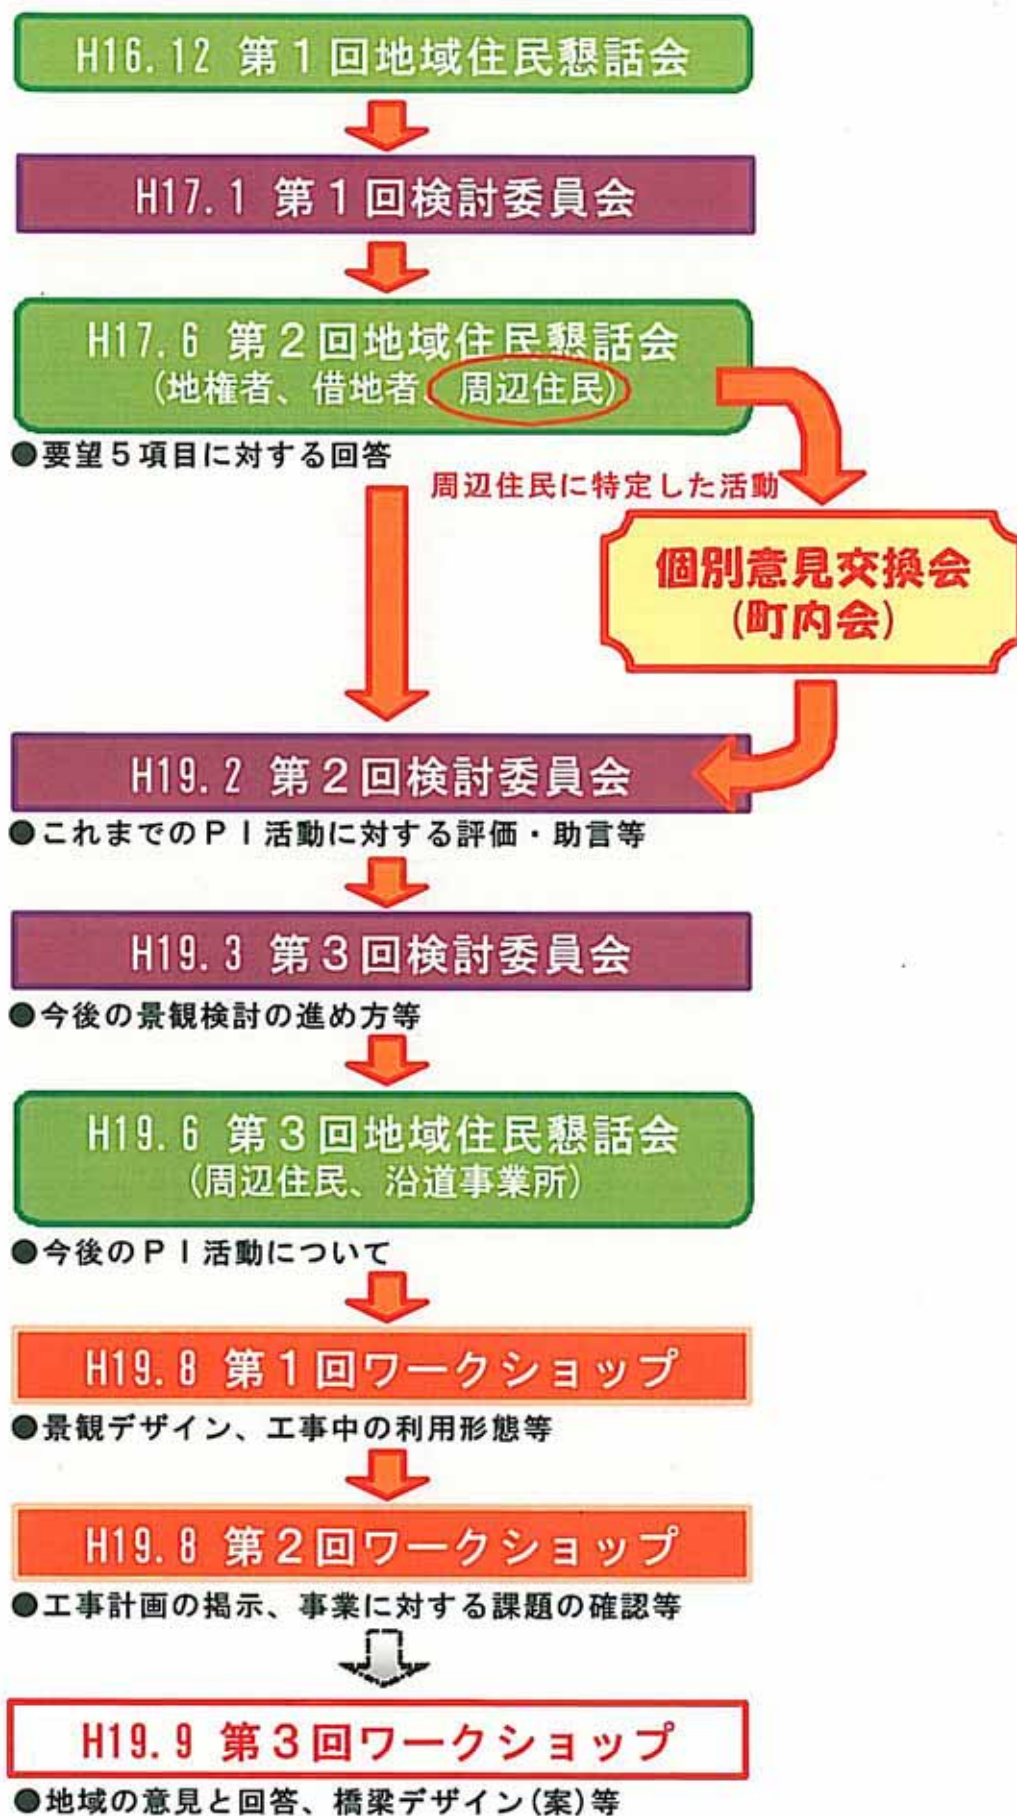 H16.12 第1回地域住民懇話会
H17.1 第1回検討委員会
H17.6 第2回地域住民懇話会
(地権者、借地者、周辺住民)
●要望5項目に対する回答
周辺住民に特定した活動
個別意見交換会
(町内会)
H19.2 第2回検討委員会
●これまでのPI活動に対する評価・助言等
H19.3 第3回検討委員会
●今後の景観検討の進め方等
H19.6 第3回地域住民懇話会
(周辺住民、沿道事業所)
●今後のPI活動について
H19.8 第1回ワークショップ
●景観デザイン、工事中の利用形態等
H19.8 第2回ワークショップ
●工事計画の掲示、事業に対する課題の確認等
H19.9 第3回ワークショップ
●地域の意見と回答、橋梁デザイン(案)等